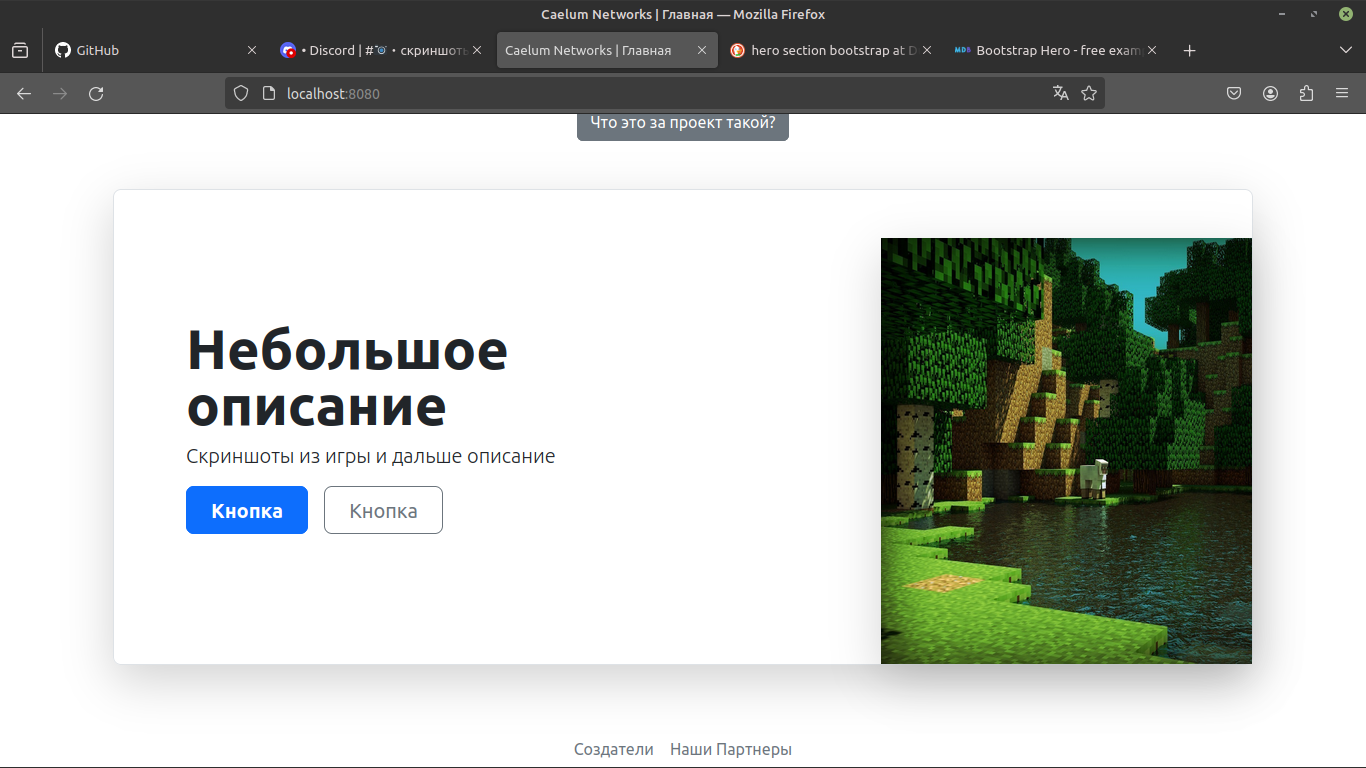 Caelum Networks | Главная — Mozilla Firefox
GitHub
• Discord | # • скриншоты
Caelum Networks | Главная
hero section bootstrap at D
Bootstrap Hero - free exam
localhost:8080
Что это за проект такой?
Небольшое
описание
Скриншоты из игры и дальше описание
Кнопка
Кнопка
Создатели
Наши Партнеры